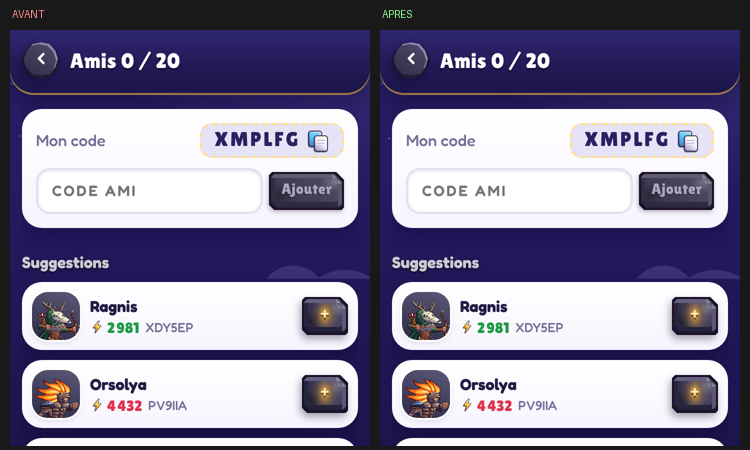 AVANT
Amis 0 / 20
Mon code
XMPLFG
CODE AMI
Ajouter
Suggestions
Ragnis
2981 XDY5EP
Orsolya
4432 PV9IIA
APRES
Amis 0 / 20
Mon code
XMPLFG
CODE AMI
Ajouter
Suggestions
Ragnis
2981 XDY5EP
Orsolya
4432 PV9IIA